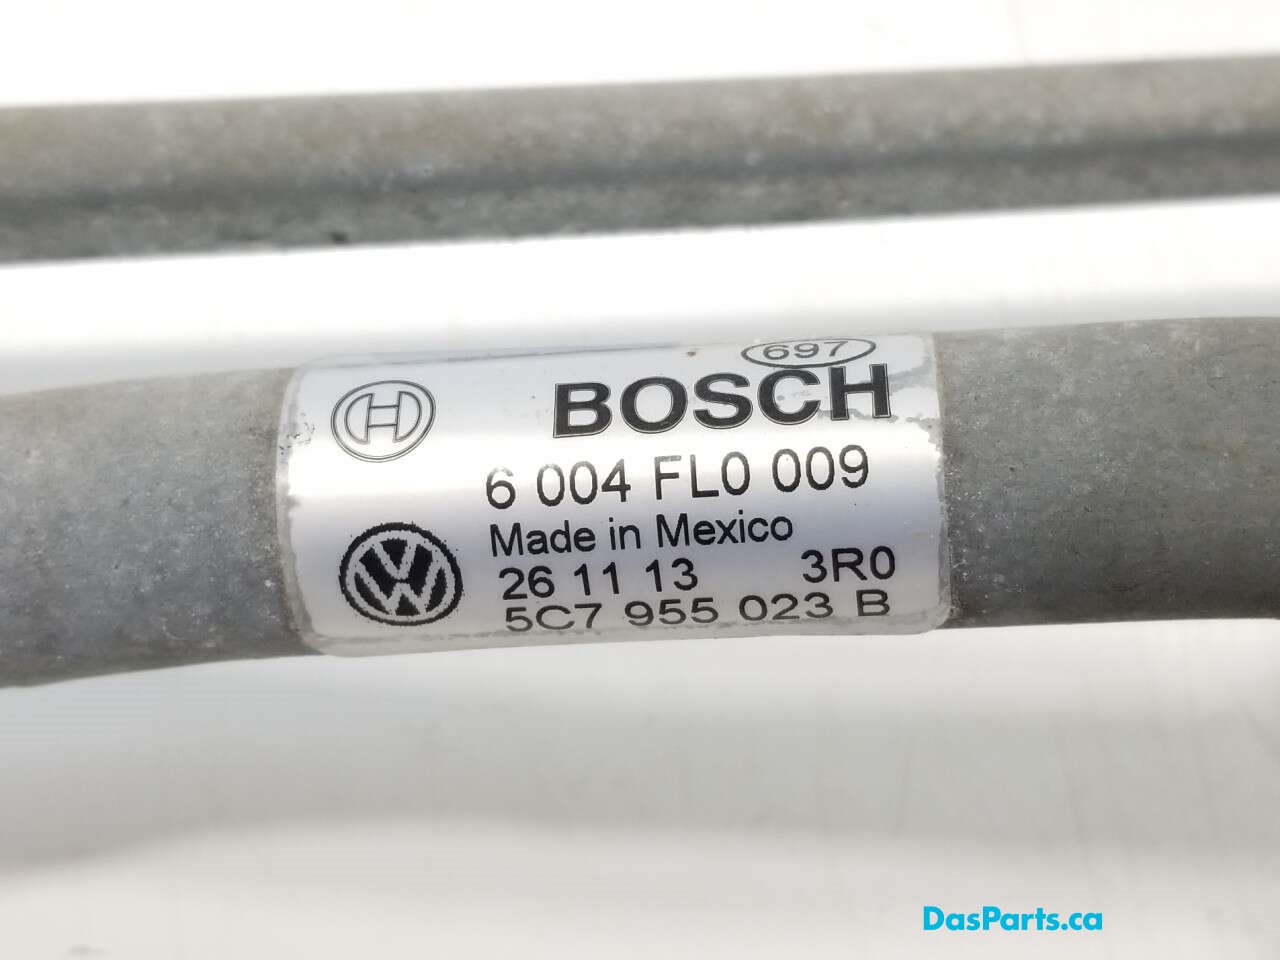 697
BOSCH
6 004 FL0 009
Made in Mexico
26 11 13 3R0
5C7 955 023 B
DasParts.ca